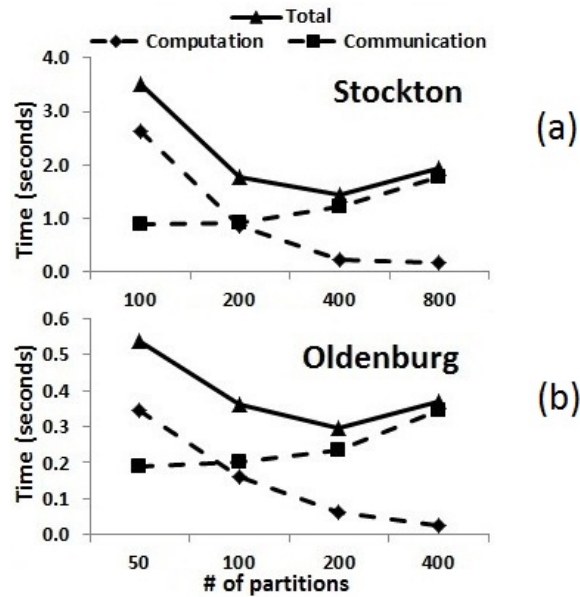 Total
Computation Communication
4.0
Stockton
(a)
3.0
2.0
1.0
0.0
Time (seconds)
100 200 400 800
0.6
Oldenburg
(b)
0.5
0.4
0.3
0.2
0.1
0.0
Time (seconds)
50 100 200 400
# of partitions